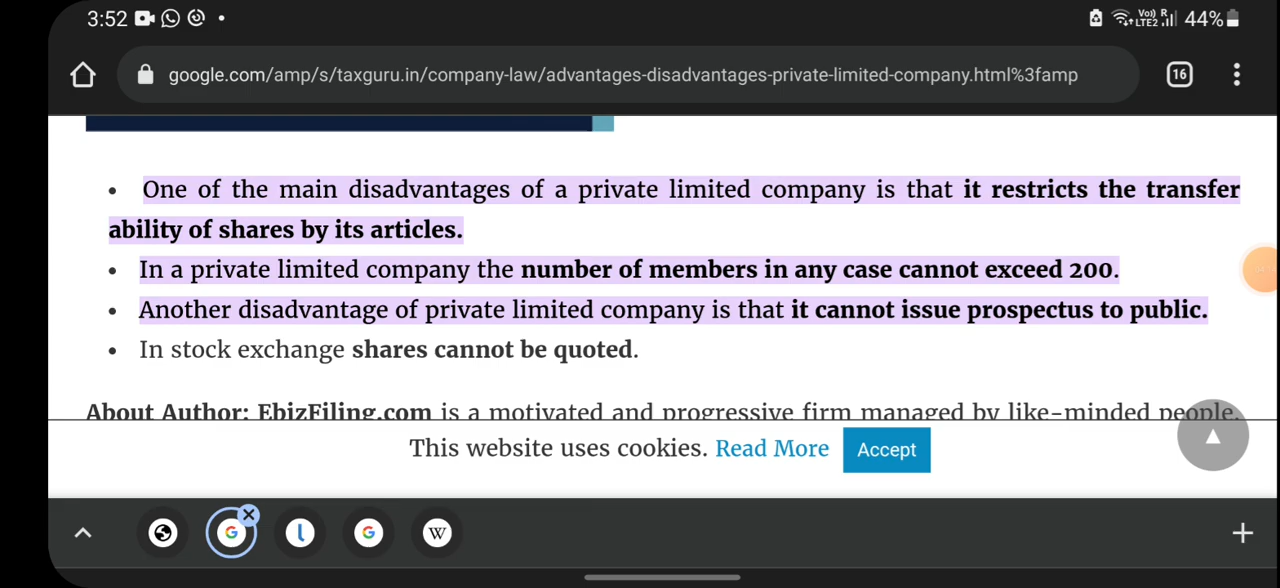 3:52 Vo)) R LTE2 44%
google.com/amp/s/taxguru.in/company-law/advantages-disadvantages-private-limited-company.html%3famp 16
• One of the main disadvantages of a private limited company is that it restricts the transfer
ability of shares by its articles.
• In a private limited company the number of members in any case cannot exceed 200.
• Another disadvantage of private limited company is that it cannot issue prospectus to public.
• In stock exchange shares cannot be quoted.
About Author: EbizFiling.com is a motivated and progressive firm managed by like-minded people.
This website uses cookies. Read More Accept
G l G W